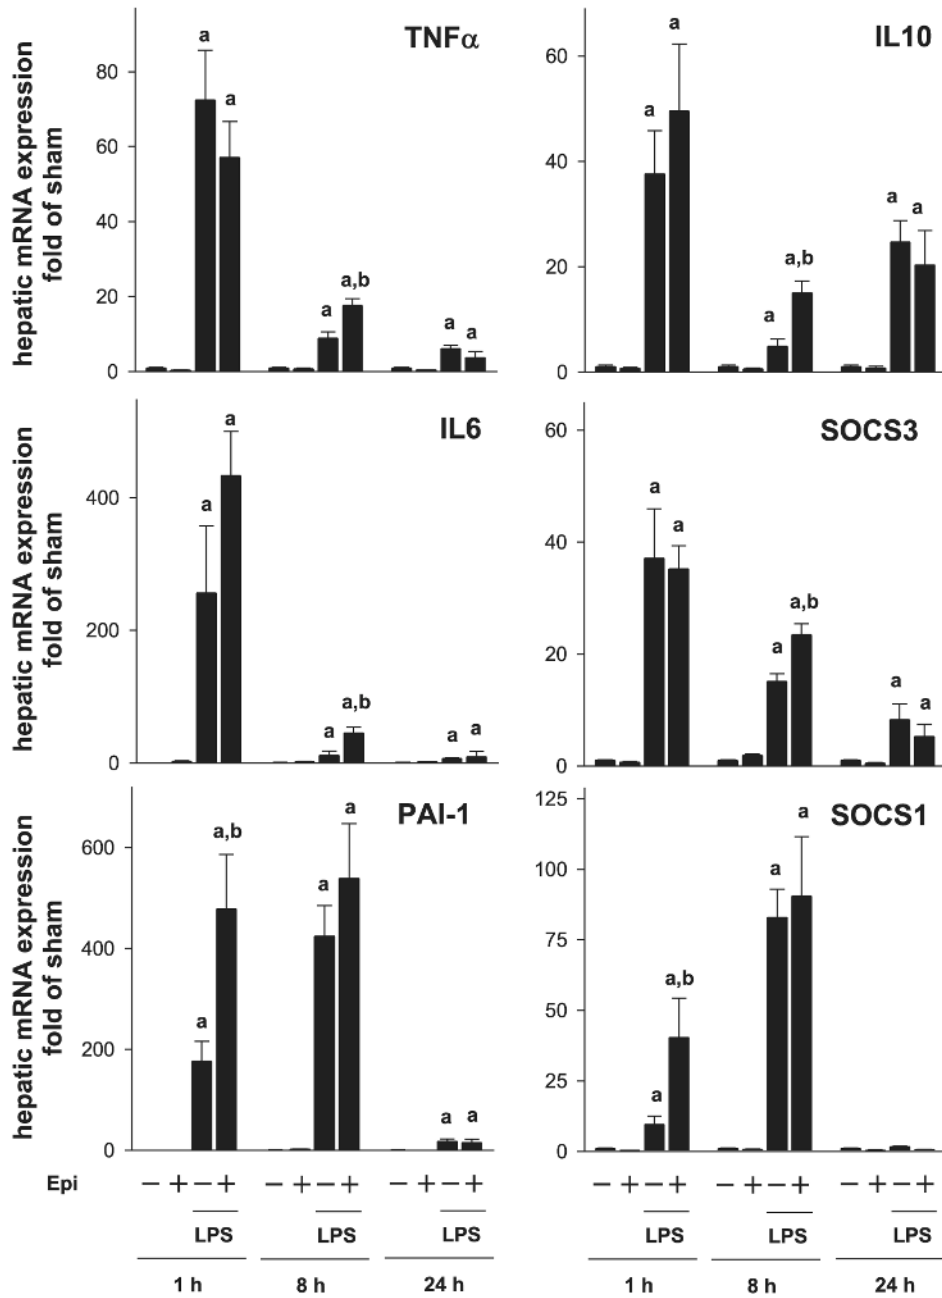 TNFα
IL10
hepatic mRNA expression
fold of sham
80
60
40
20
0
a
a
a
a,b
a
a
60
40
20
0
a
a
a
a,b
a
a
IL6
SOCS3
hepatic mRNA expression
fold of sham
400
200
0
a
a
a
a,b
a
a
60
40
20
0
a
a
a
a,b
a
a
PAI-1
SOCS1
hepatic mRNA expression
fold of sham
600
400
200
0
a
a,b
a
a
a
a
125
100
75
50
25
0
a
a,b
a
a
Epi − + − + − + − + − + − + − + − + − + − + − + − +
LPS LPS LPS LPS LPS LPS
1 h 8 h 24 h 1 h 8 h 24 h